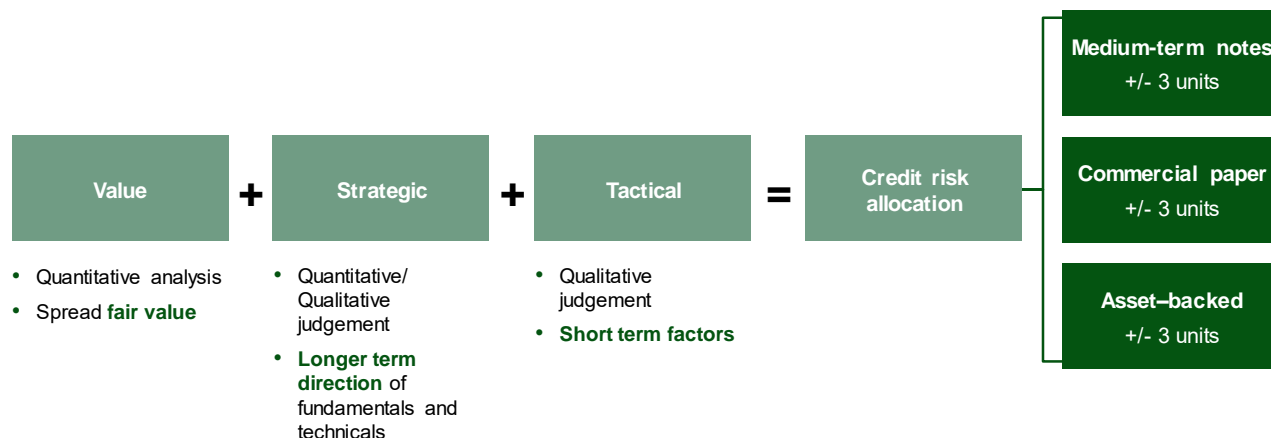 Value
+
Strategic
+
Tactical
=
Credit risk
allocation
Medium-term notes
+/- 3 units
Commercial paper
+/- 3 units
Asset–backed
+/- 3 units
• Quantitative analysis
• Spread fair value
• Quantitative/
Qualitative
judgement
• Longer term
direction of
fundamentals and
technicals
• Qualitative
judgement
• Short term factors